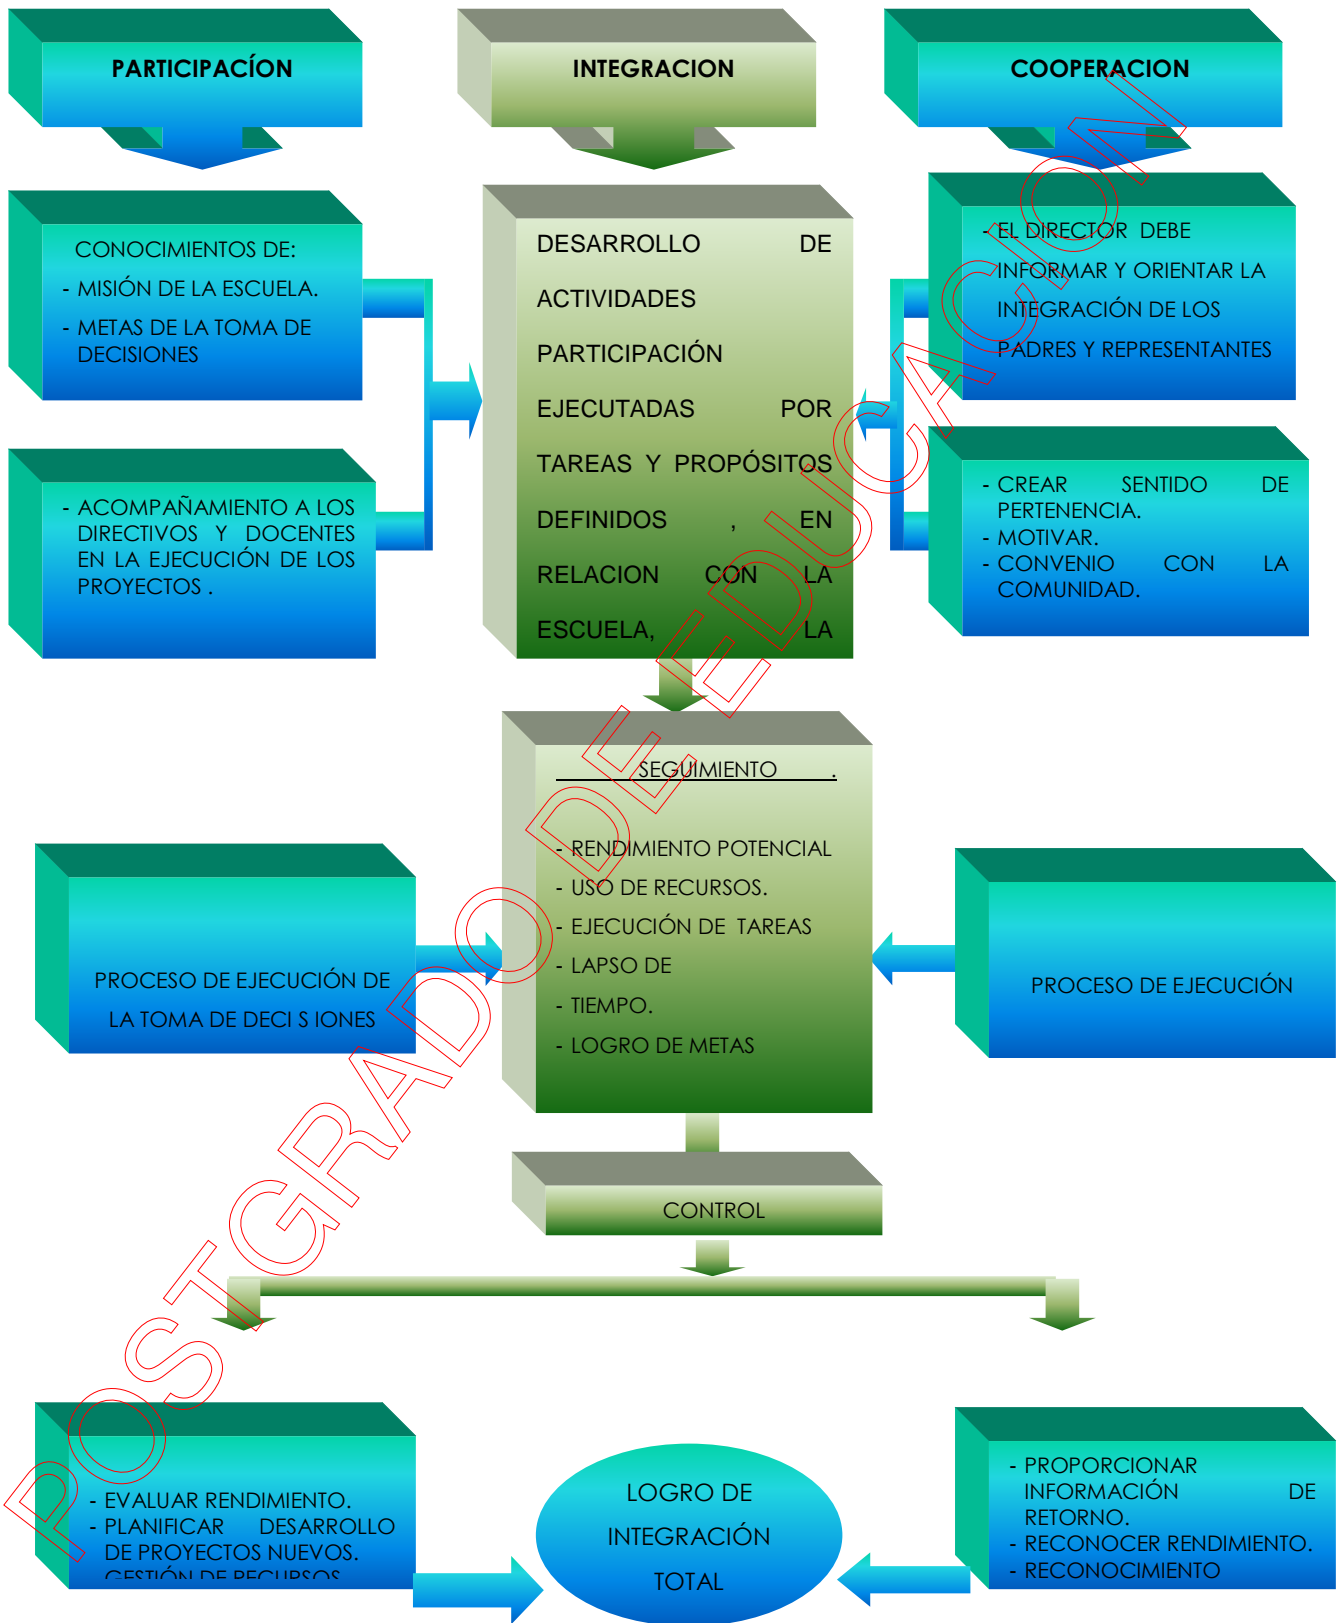 PARTICIPACÍON
INTEGRACION
COOPERACION
CONOCIMIENTOS DE:
- MISIÓN DE LA ESCUELA.
- METAS DE LA TOMA DE
DECISIONES
- ACOMPAÑAMIENTO A LOS
DIRECTIVOS Y DOCENTES
EN LA EJECUCIÓN DE LOS
PROYECTOS .
DESARROLLO DE
ACTIVIDADES
PARTICIPACIÓN
EJECUTADAS POR
TAREAS Y PROPÓSITOS
DEFINIDOS , EN
RELACION CON LA
ESCUELA, LA
- EL DIRECTOR DEBE
INFORMAR Y ORIENTAR LA
INTEGRACIÓN DE LOS
PADRES Y REPRESENTANTES
- CREAR SENTIDO DE
PERTENENCIA.
- MOTIVAR.
- CONVENIO CON LA
COMUNIDAD.
SEGUIMIENTO .
- RENDIMIENTO POTENCIAL
- USO DE RECURSOS.
- EJECUCIÓN DE TAREAS
- LAPSO DE
- TIEMPO.
- LOGRO DE METAS
PROCESO DE EJECUCIÓN DE
LA TOMA DE DECI S IONES
PROCESO DE EJECUCIÓN
CONTROL
- EVALUAR RENDIMIENTO.
- PLANIFICAR DESARROLLO
DE PROYECTOS NUEVOS.
GESTIÓN DE RECURSOS
LOGRO DE
INTEGRACIÓN
TOTAL
- PROPORCIONAR
INFORMACIÓN DE
RETORNO.
- RECONOCER RENDIMIENTO.
- RECONOCIMIENTO
POSTGRADO DE EDUCACION